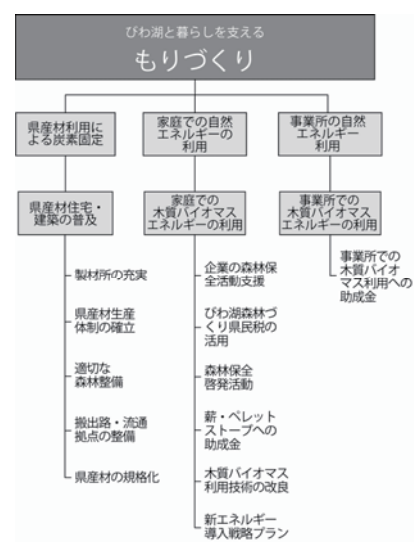 びわ湖と暮らしを支える
もりづくり
県産材利用に
よる炭素固定
家庭での自然
エネルギーの
利用
事業所の自然
エネルギー
利用
県産材住宅・
建築の普及
家庭での
木質バイオマス
エネルギーの利用
事業所での
木質バイオマス
エネルギーの利用
製材所の充実
県産材生産
体制の確立
適切な
森林整備
搬出路・流通
拠点の整備
県産材の規格化
企業の森林保
全活動支援
びわ湖森林づ
くり県民税の
活用
森林保全
啓発活動
薪・ペレット
ストーブへの
助成金
木質バイオマス
利用技術の改良
新エネルギー
導入戦略プラン
事業所での
木質バイオ
マス利用への
助成金